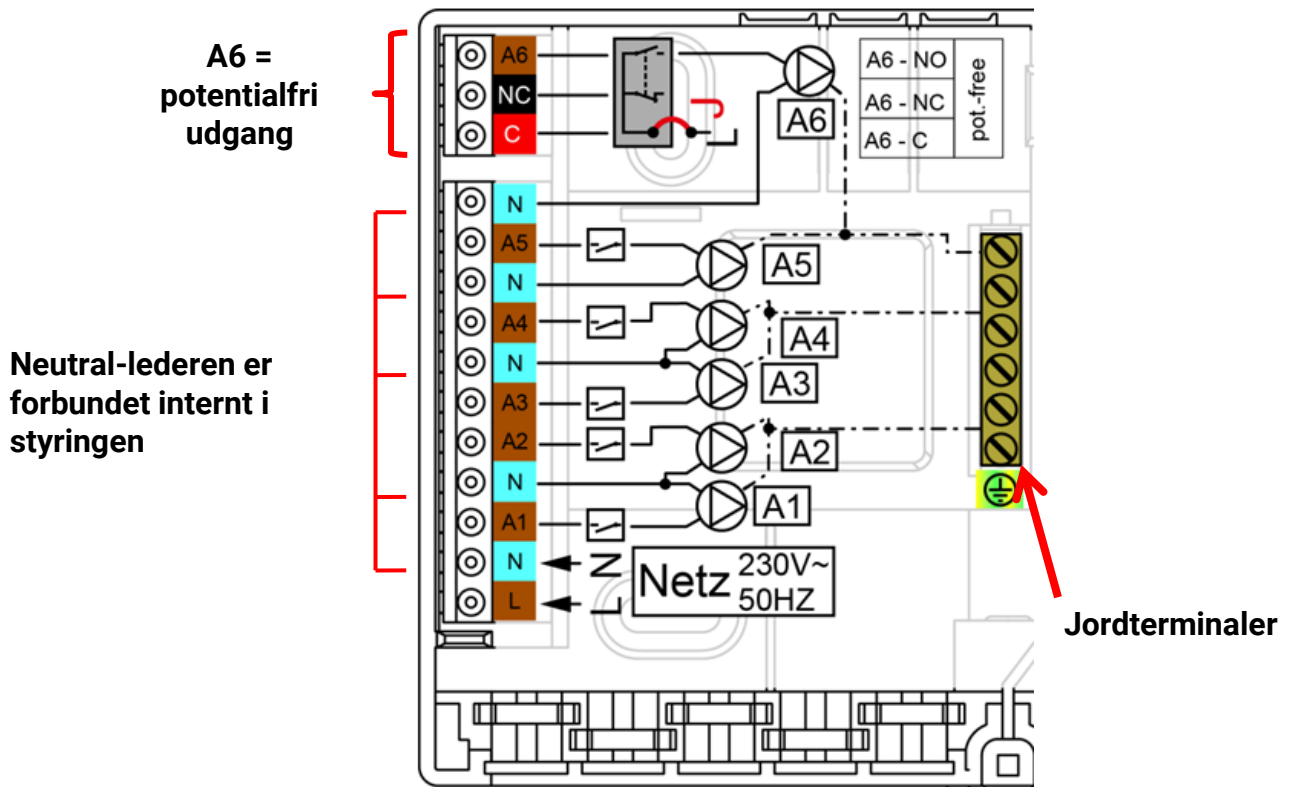 A6 =
potentialfri
udgang
A6
NC
C
J
L
A6
A6 - NO
A6 - NC
A6 - C
pot.-free
N
A5
N
A4
N
A3
A2
N
A1
N
L
A5
A4
A3
A2
A1
N
L
Netz 230V~
50HZ
Neutral-lederen er
forbundet internt i
styringen
Jordterminaler